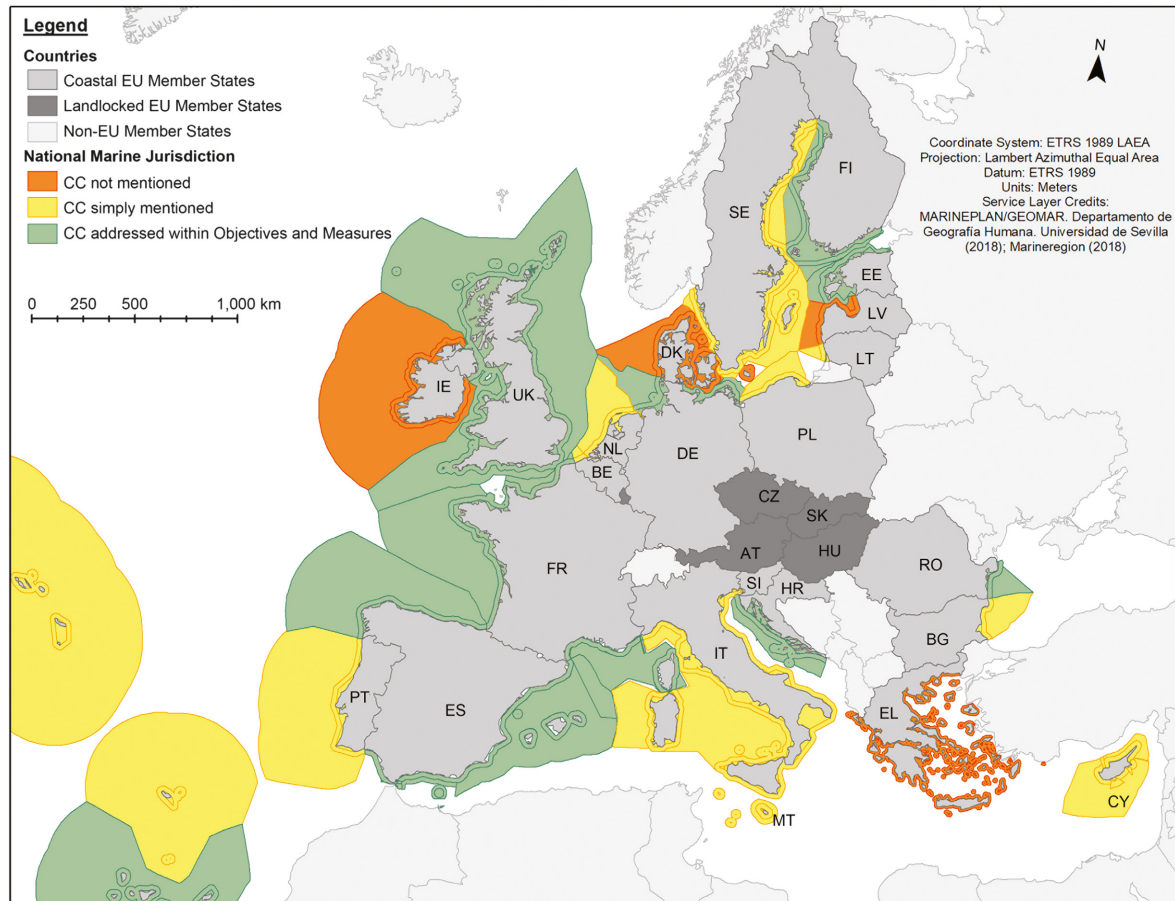 Legend
Countries
Coastal EU Member States
Landlocked EU Member States
Non-EU Member States
National Marine Jurisdiction
CC not mentioned
CC simply mentioned
CC addressed within Objectives and Measures
0 500 1,000 km
N
Coordinate System: ETRS 1989 LAEA
Projection: Lambert Azimuthal Equal Area
Datum: ETRS 1989
Units: Meters
Service Layer Credits:
MARINEPLAN/GEOMAR. Departamento de
Geografía Humana. Universidad de Sevilla
(2018); Marineregion (2018)
FI
SE
EE
LV
LT
DK
IE
UK
NL
BE
DE
PL
CZ
SK
AT
HU
FR
SI
HR
RO
BG
IT
PT
ES
EL
MT
CY